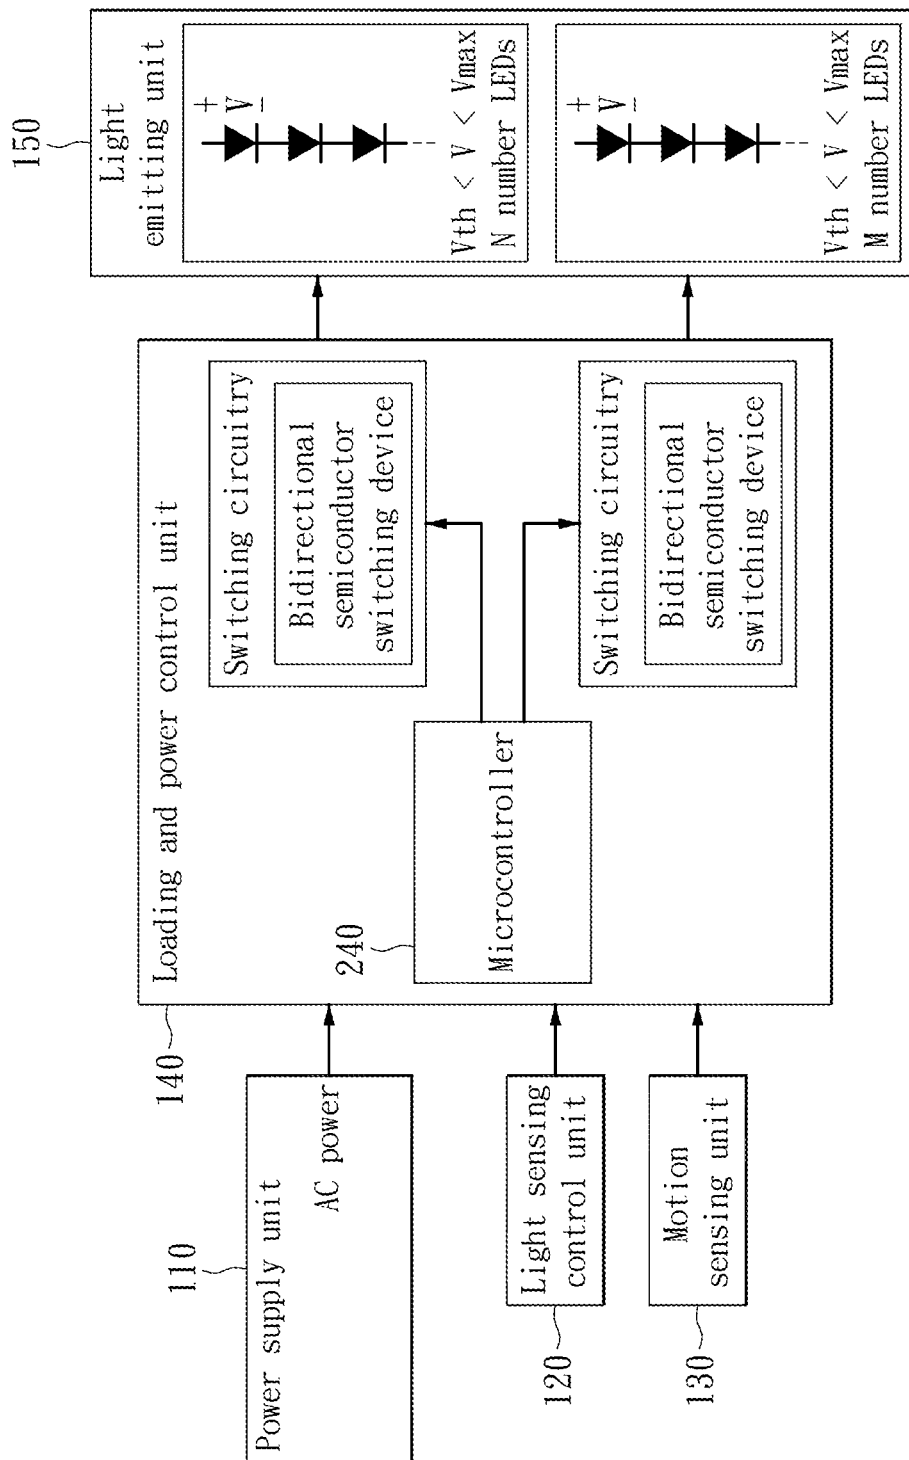 110
Power supply unit
AC power
120
Light sensing
control unit
130
Motion
sensing unit
140
Loading and power control unit
240
Microcontroller
Switching circuitry
Bidirectional
semiconductor
switching device
Switching circuitry
Bidirectional
semiconductor
switching device
150
Light
emitting unit
+
V
−
Vth < V < Vmax
N number LEDs
+
V
−
Vth < V < Vmax
M number LEDs